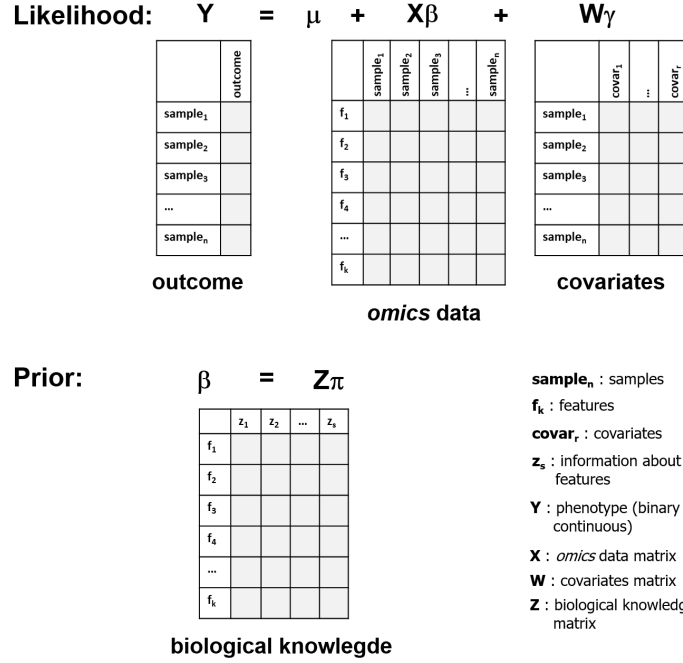 Likelihood: Y = μ + Xβ + Wγ
outcome
sample₁
sample₂
sample₃
...
sampleₙ
outcome
sample₁ sample₂ sample₃ ... sampleₙ
f₁
f₂
f₃
f₄
...
fₖ
omics data
covar₁ ... covarᵣ
sample₁
sample₂
sample₃
...
sampleₙ
covariates
Prior: β = Zπ
z₁ z₂ ... zₛ
f₁
f₂
f₃
f₄
...
fₖ
biological knowlegde
sampleₙ : samples
fₖ : features
covarᵣ : covariates
zₛ : information about
features
Y : phenotype (binary
continuous)
X : omics data matrix
W : covariates matrix
Z : biological knowledg
matrix